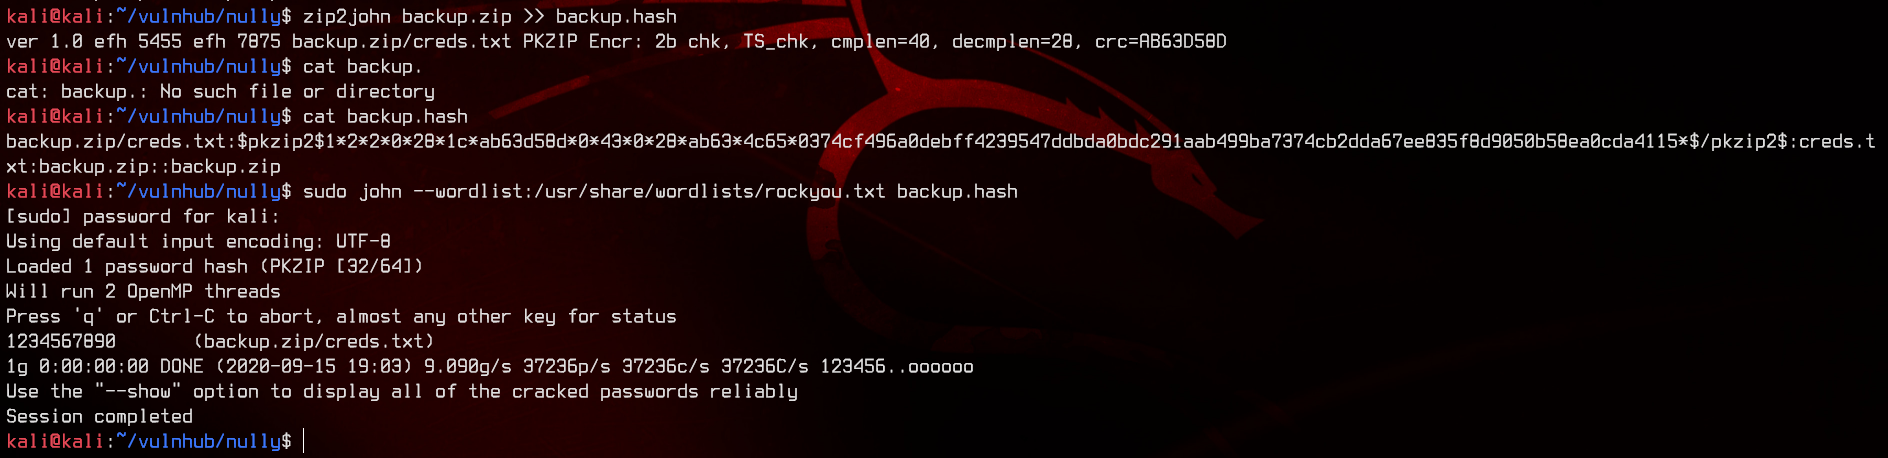 kali@kali:~/vulnhub/nully$ zip2john backup.zip >> backup.hash
ver 1.0 efh 5455 efh 7875 backup.zip/creds.txt PKZIP Encr: 2b chk, TS_chk, cmplen=40, decmplen=28, crc=AB63D58D
kali@kali:~/vulnhub/nully$ cat backup.
cat: backup.: No such file or directory
kali@kali:~/vulnhub/nully$ cat backup.hash
backup.zip/creds.txt:$pkzip2$1*2*2*0*28*1c*ab63d58d*0*43*0*28*ab63*4c65*0374cf496a0debff4239547ddbda0bdc291aab499ba7374cb2dda67ee835f8d9050b58ea0cda4115*$/pkzip2$:creds.t
xt:backup.zip::backup.zip
kali@kali:~/vulnhub/nully$ sudo john --wordlist:/usr/share/wordlists/rockyou.txt backup.hash
[sudo] password for kali:
Using default input encoding: UTF-8
Loaded 1 password hash (PKZIP [32/64])
Will run 2 OpenMP threads
Press 'q' or Ctrl-C to abort, almost any other key for status
1234567890       (backup.zip/creds.txt)
1g 0:00:00:00 DONE (2020-09-15 19:03) 9.090g/s 37236p/s 37236c/s 37236C/s 123456..oooooo
Use the "--show" option to display all of the cracked passwords reliably
Session completed
kali@kali:~/vulnhub/nully$